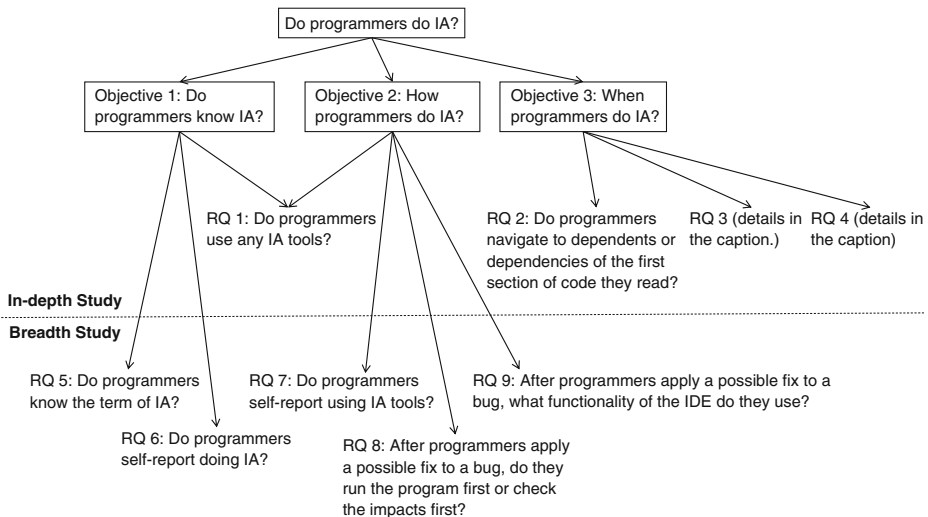 Do programmers do IA?
Objective 1: Do
programmers know IA?
Objective 2: How
programmers do IA?
Objective 3: When
programmers do IA?
RQ 1: Do programmers
use any IA tools?
RQ 2: Do programmers
navigate to dependents or
dependencies of the first
section of code they read?
RQ 3 (details in
the caption.)
RQ 4 (details in
the caption)
In-depth Study
Breadth Study
RQ 5: Do programmers
know the term of IA?
RQ 6: Do programmers
self-report doing IA?
RQ 7: Do programmers
self-report using IA tools?
RQ 8: After programmers apply
a possible fix to a bug, do they
run the program first or check
the impacts first?
RQ 9: After programmers apply a possible fix to a
bug, what functionality of the IDE do they use?